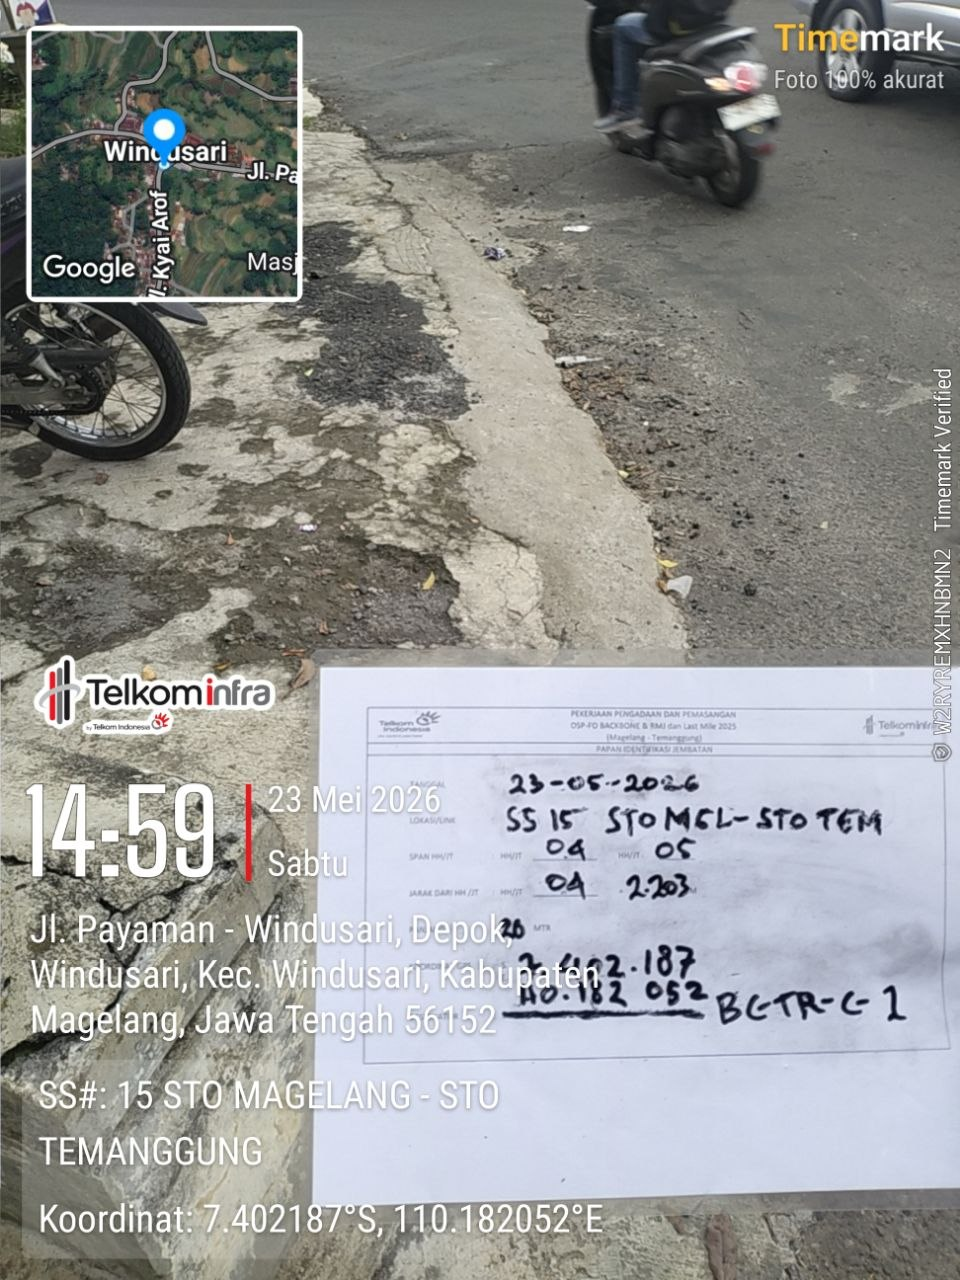 Timemark
Foto 100% akurat
Windusari
Jl. Pa
Jl. Kyai Arof
Google
Masj
W2RYREMXHNBMN2 Timemark Verified
Telkominfra
by Telkom Indonesia
14:59
23 Mei 2026
Sabtu
Jl. Payaman - Windusari, Depok,
Windusari, Kec. Windusari, Kabupaten
Magelang, Jawa Tengah 56152
SS#: 15 STO MAGELANG - STO
TEMANGGUNG
Koordinat: 7.402187°S, 110.182052°E
Telkom Indonesia
PEKERJAAN PENGADAAN DAN PEMASANGAN
OSP-FO BACKBONE & RMJ dan Last Mile 2025
(Magelang - Temanggung)
Telkominfra
PAPAN IDENTIFIKASI JEMBATAN
TANGGAL 23-05-2026
LOKASI/LINK SS 15 STO MGL-STO TEM
SPAN HH/JT : HH/JT 04 HH/JT 05
JARAK DARI HH /JT : HH/JT 04 2.203
20 MTR
7.402.187
110.182 052 BC-TR-C-1